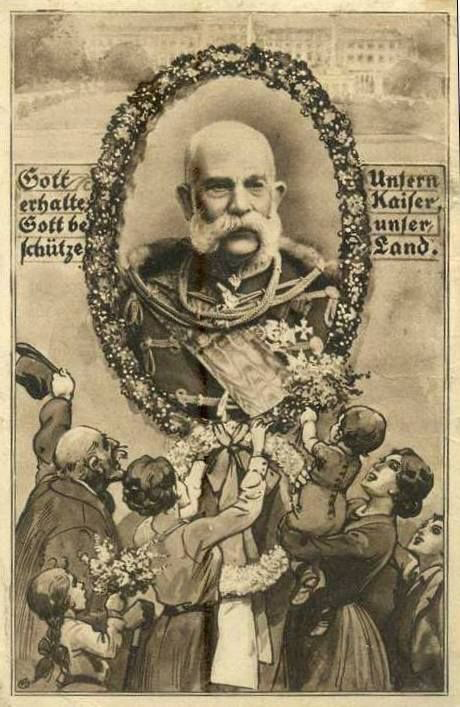 Gott
erhalte,
Gott be
schütze
Unsern
Kaiser,
unser
Land.